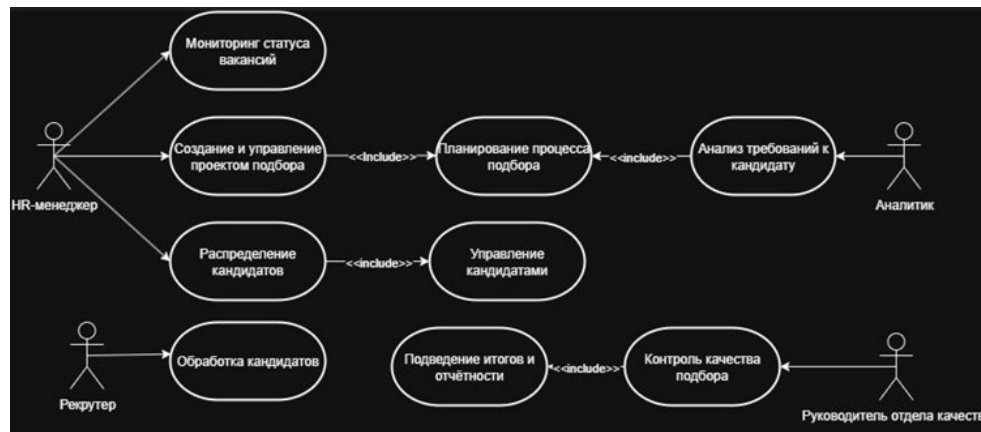 Мониторинг статуса
вакансий
Создание и управление
проектом подбора
<<Include>>
Планирование процесса
подбора
<<include>>
Анализ требований к
кандидату
HR-менеджер
Аналитик
Распределение
кандидатов
<<include>>
Управление
кандидатами
Обработка кандидатов
Подведение итогов и
отчётности
<<include>>
Контроль качества
подбора
Рекрутер
Руководитель отдела качеств